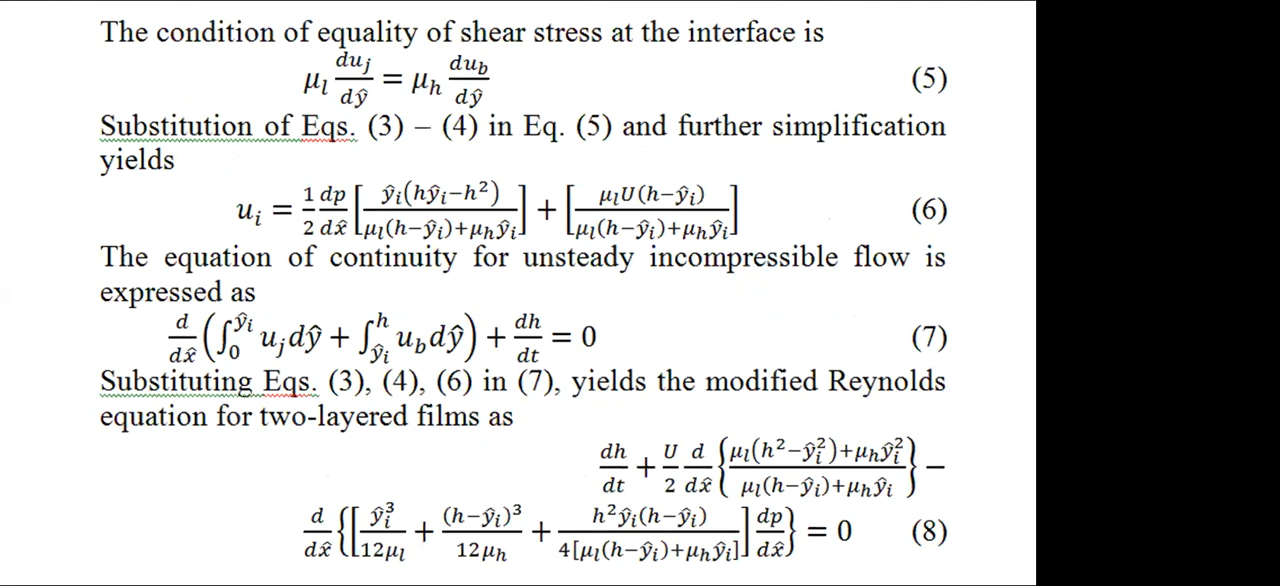 The condition of equality of shear stress at the interface is
μ_l du_j/dŷ = μ_h du_b/dŷ (5)
Substitution of Eqs. (3) – (4) in Eq. (5) and further simplification
yields
u_i = 1/2 dp/dx̂ [ŷ_i(hŷ_i−h²)/(μ_l(h−ŷ_i)+μ_hŷ_i)] + [μ_lU(h−ŷ_i)/(μ_l(h−ŷ_i)+μ_hŷ_i)] (6)
The equation of continuity for unsteady incompressible flow is
expressed as
d/dx̂ (∫_0^ŷ_i u_j dŷ + ∫_ŷ_i^h u_b dŷ) + dh/dt = 0 (7)
Substituting Eqs. (3), (4), (6) in (7), yields the modified Reynolds
equation for two-layered films as
dh/dt + U/2 d/dx̂ {(μ_l(h²−ŷ_i²)+μ_hŷ_i²)/(μ_l(h−ŷ_i)+μ_hŷ_i)} −
d/dx̂ {[ŷ_i³/12μ_l + (h−ŷ_i)³/12μ_h + h²ŷ_i(h−ŷ_i)/4[μ_l(h−ŷ_i)+μ_hŷ_i]] dp/dx̂} = 0 (8)